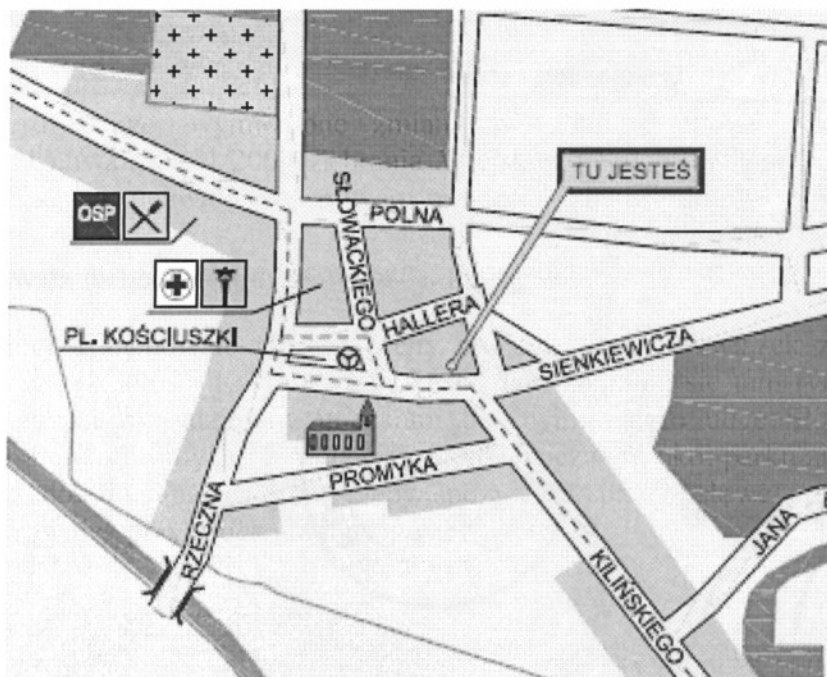 SŁOWACKIEGO
TU JESTEŚ
POLNA
OSP
HALLERA
PL. KOŚCIUSZKI
SIENKIEWICZA
PROMYKA
RZECZNA
JANA
KILIŃSKIEGO